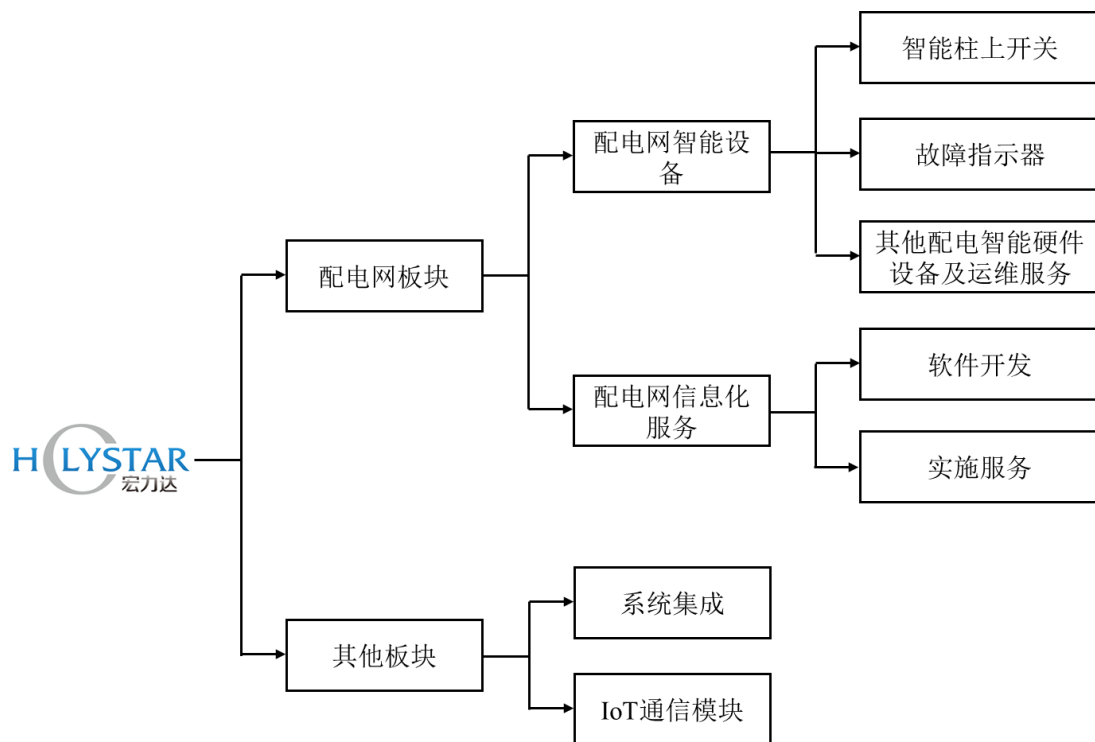 智能柱上开关
配电网智能设
备
故障指示器
其他配电智能硬件
设备及运维服务
配电网板块
软件开发
配电网信息化
服务
实施服务
HOLYSTAR
宏力达
系统集成
其他板块
IoT通信模块